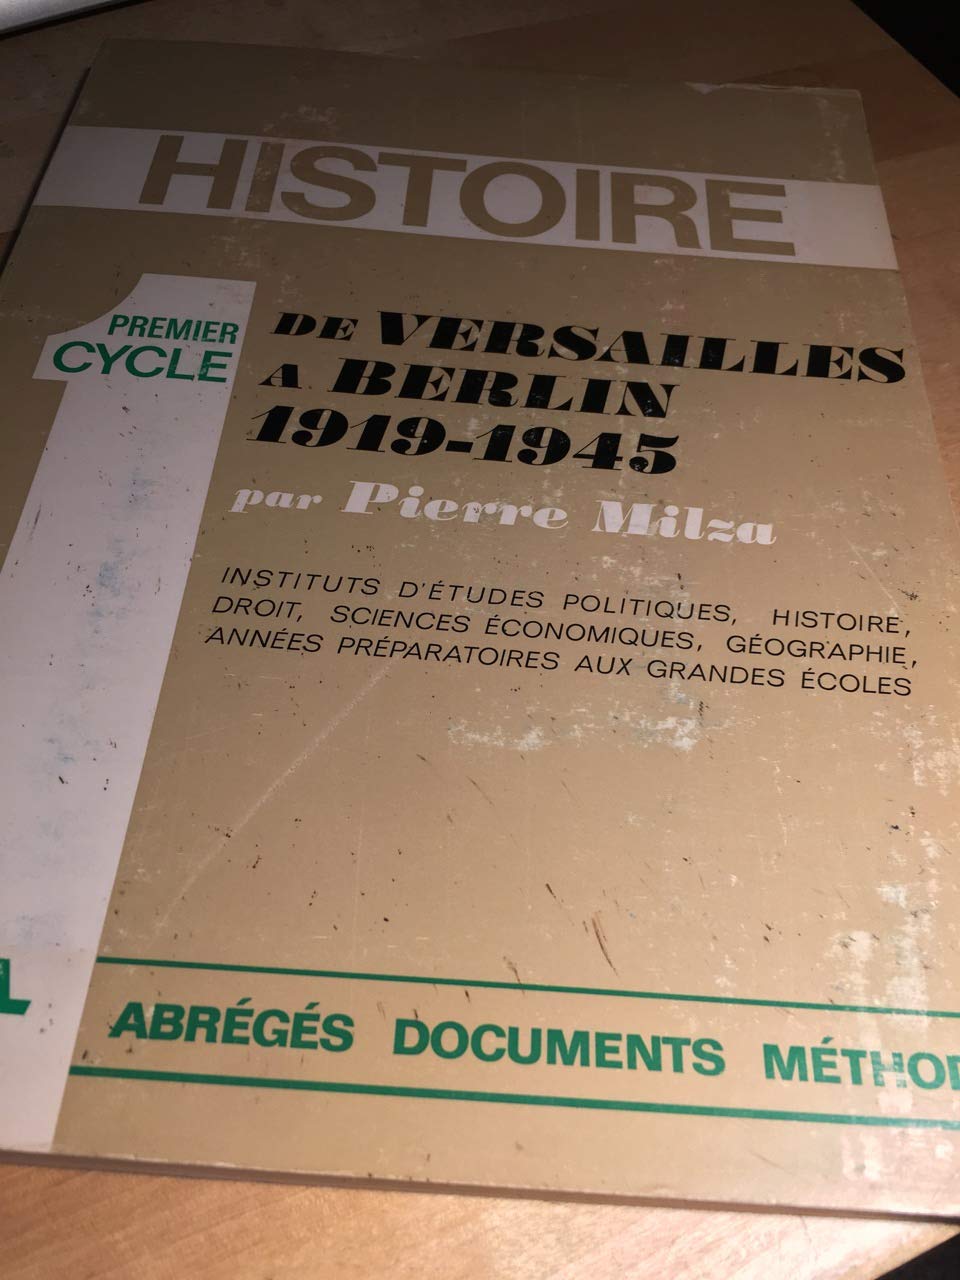 HISTOIRE
PREMIER
CYCLE
DE VERSAILLES
A BERLIN
1919-1945
par Pierre Milza
INSTITUTS D'ÉTUDES POLITIQUES, HISTOIRE,
DROIT, SCIENCES ÉCONOMIQUES, GÉOGRAPHIE,
ANNÉES PRÉPARATOIRES AUX GRANDES ÉCOLES
ABRÉGÉS DOCUMENTS